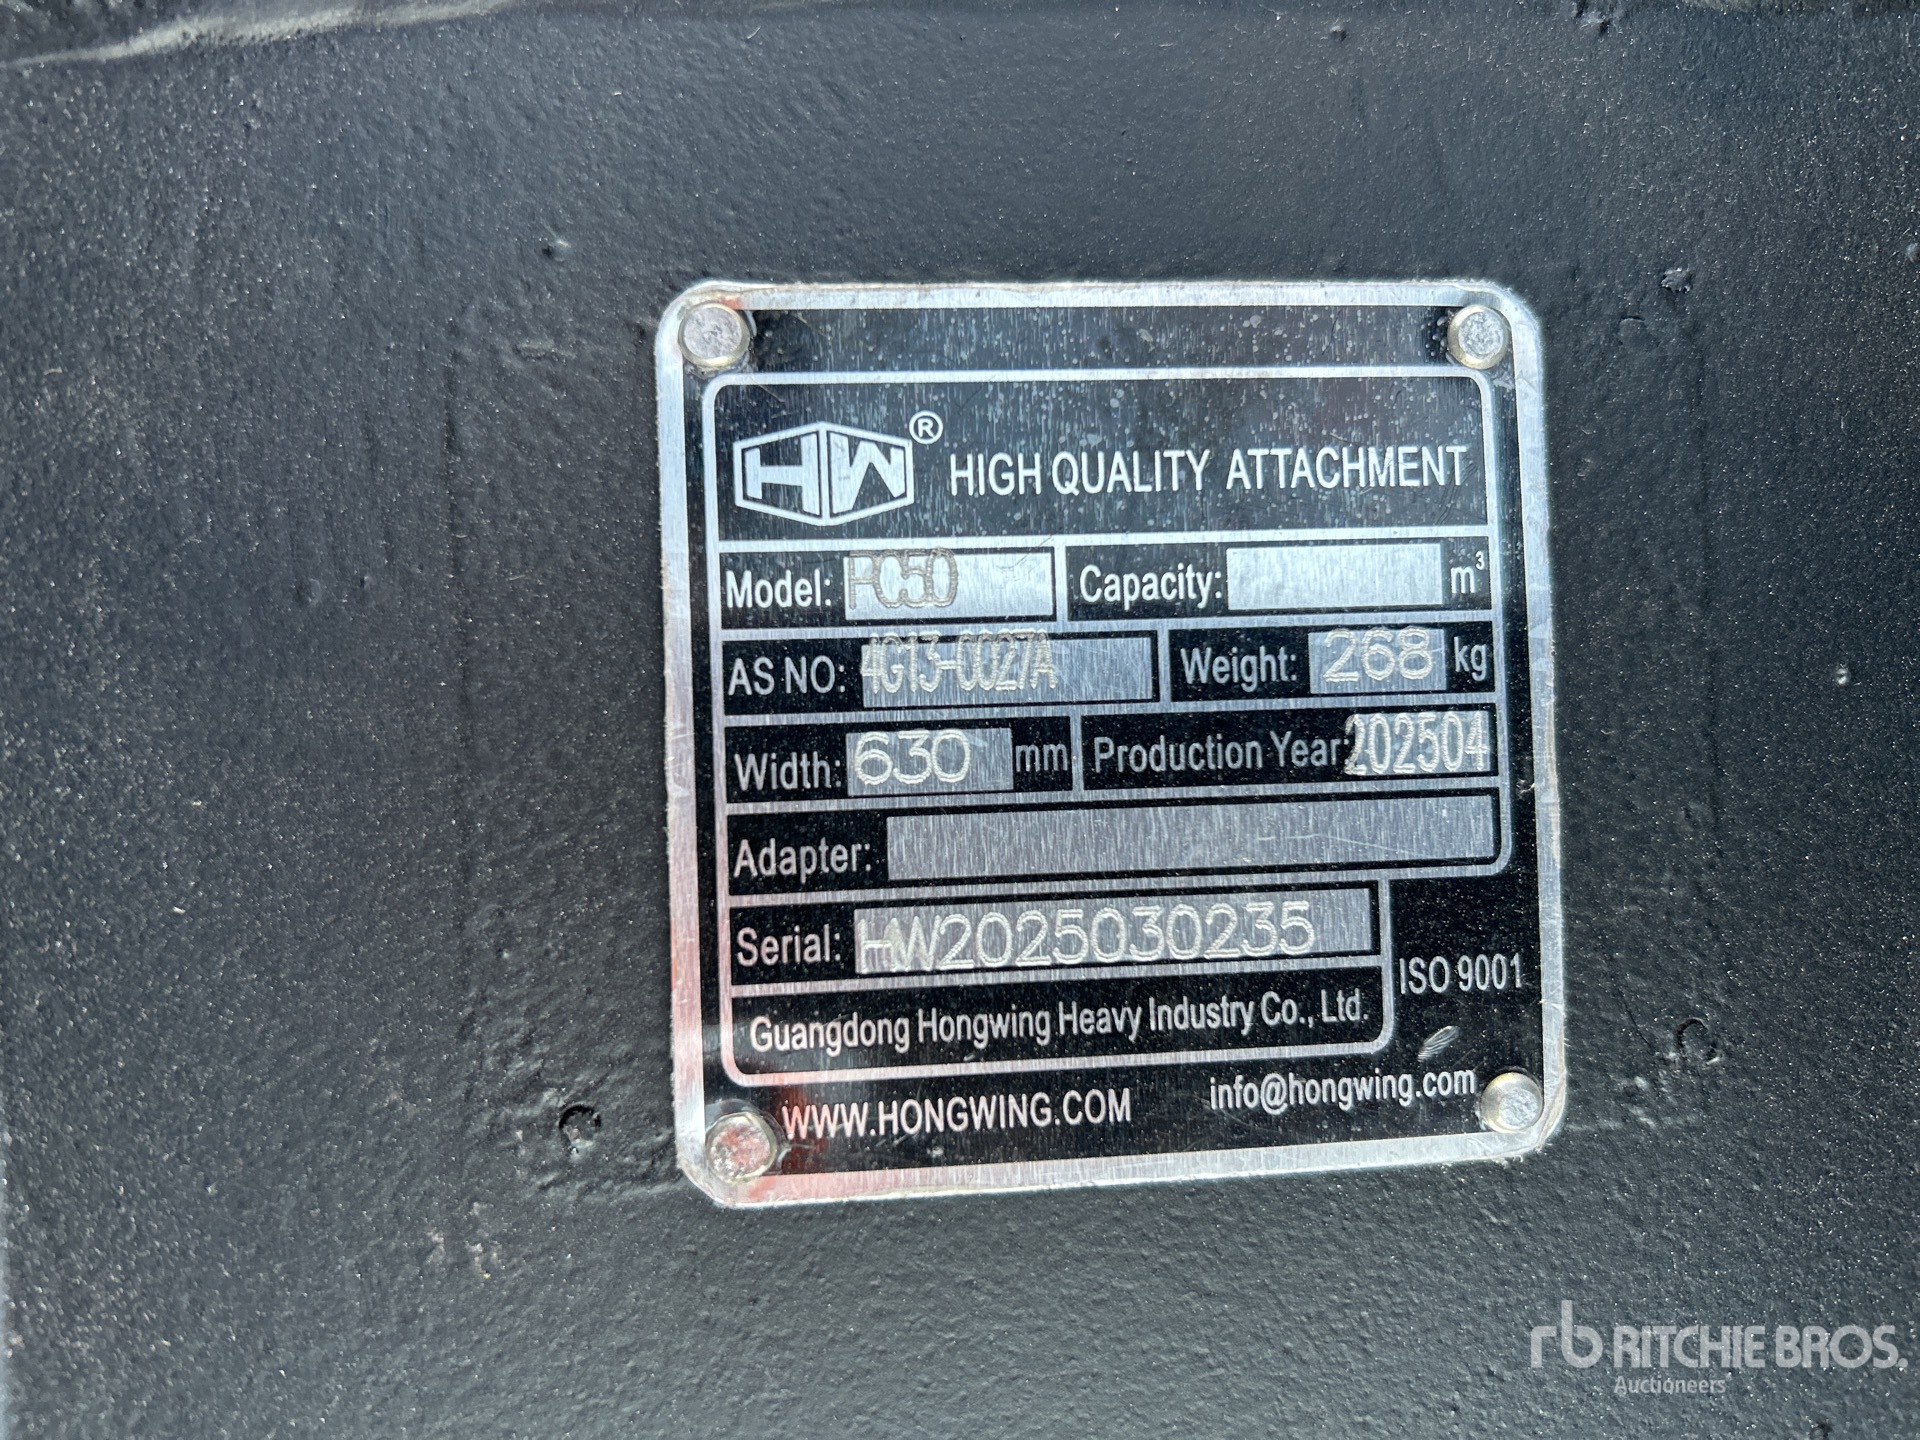 HW® HIGH QUALITY ATTACHMENT
Model: PC50 Capacity: m³
AS NO: 4G13-0027A Weight: 268 kg
Width: 630 mm Production Year: 202504
Adapter:
Serial: HW2025030235
ISO 9001
Guangdong Hongwing Heavy Industry Co., Ltd.
WWW.HONGWING.COM info@hongwing.com
rb RITCHIE BROS.
Auctioneers